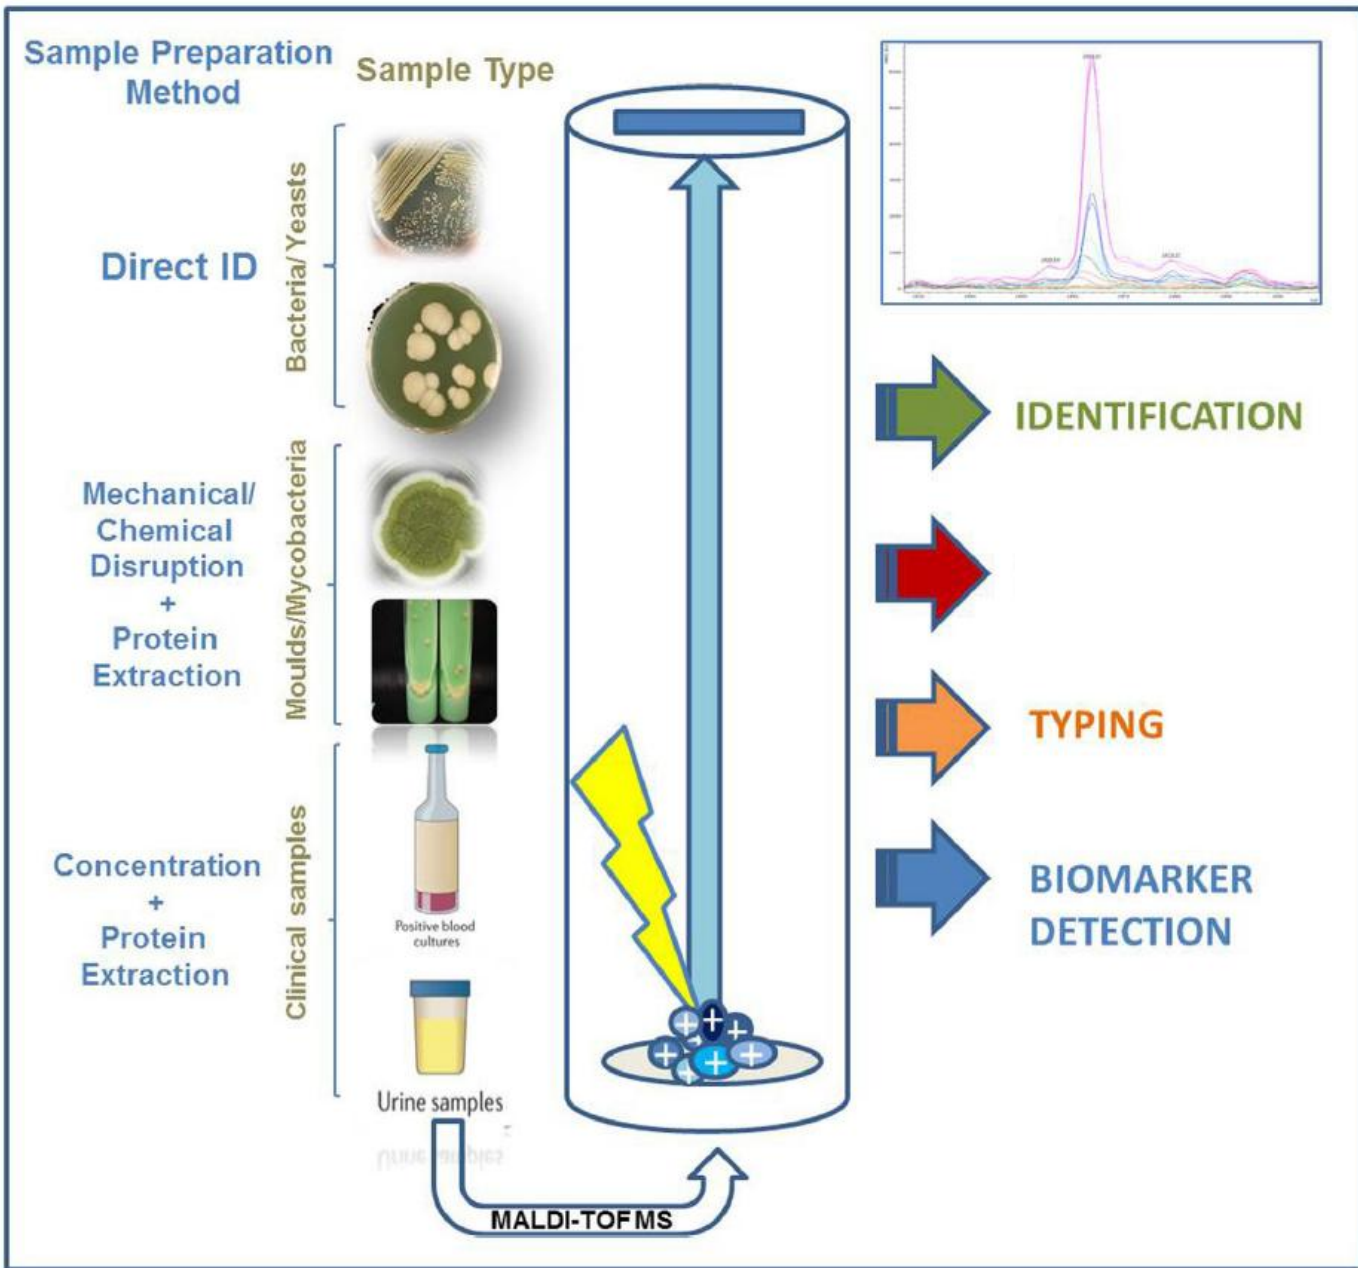 Sample Preparation
Method
Sample Type
Direct ID
Bacteria/ Yeasts
Mechanical/
Chemical
Disruption
+
Protein
Extraction
Moulds/Mycobacteria
Concentration
+
Protein
Extraction
Clinical samples
Positive blood
cultures
Urine samples
MALDI-TOF MS
IDENTIFICATION
TYPING
BIOMARKER
DETECTION
+
+
+
+
+
+
+